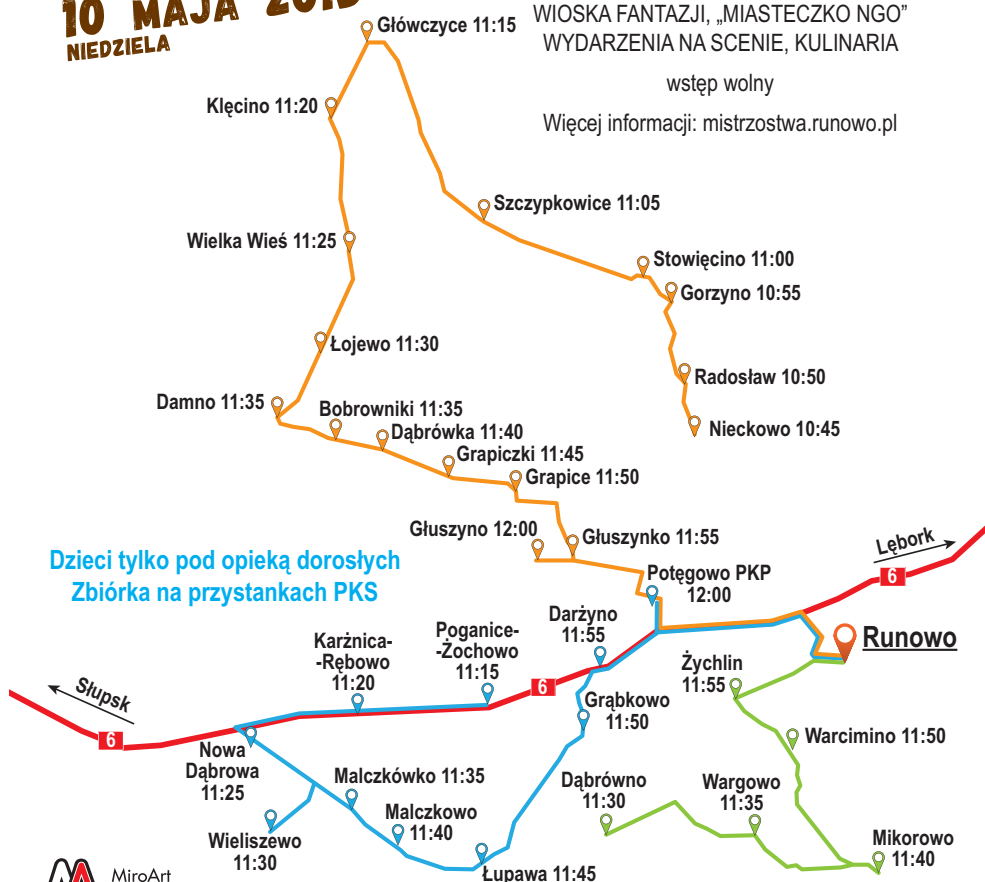 10 MAJA
NIEDZIELA
WIOSKA FANTAZJI, „MIASTECZKO NGO”
WYDARZENIA NA SCENIE, KULINARIA
wstęp wolny
Więcej informacji: mistrzostwa.runowo.pl
Główczyce 11:15
Klęcino 11:20
Szczypkowice 11:05
Wielka Wieś 11:25
Stowięcino 11:00
Gorzyno 10:55
Łojewo 11:30
Radosław 10:50
Damno 11:35
Bobrowniki 11:35
Nieckowo 10:45
Dąbrówka 11:40
Grapiczki 11:45
Grapice 11:50
Głuszyno 12:00
Głuszynko 11:55
Lębork
6
Dzieci tylko pod opieką dorosłych
Zbiórka na przystankach PKS
Potęgowo PKP
12:00
Darżyno
11:55
Runowo
Karżnica-
-Rębowo
11:20
Poganice-
-Żochowo
11:15
Żychlin
11:55
6
Słupsk
6
Grąbkowo
11:50
Nowa
Dąbrowa
11:25
Warcimino 11:50
Malczkówko 11:35
Dąbrówno
11:30
Wargowo
11:35
Malczkowo
11:40
Wieliszewo
11:30
Mikorowo
11:40
Łupawa 11:45
MiroArt